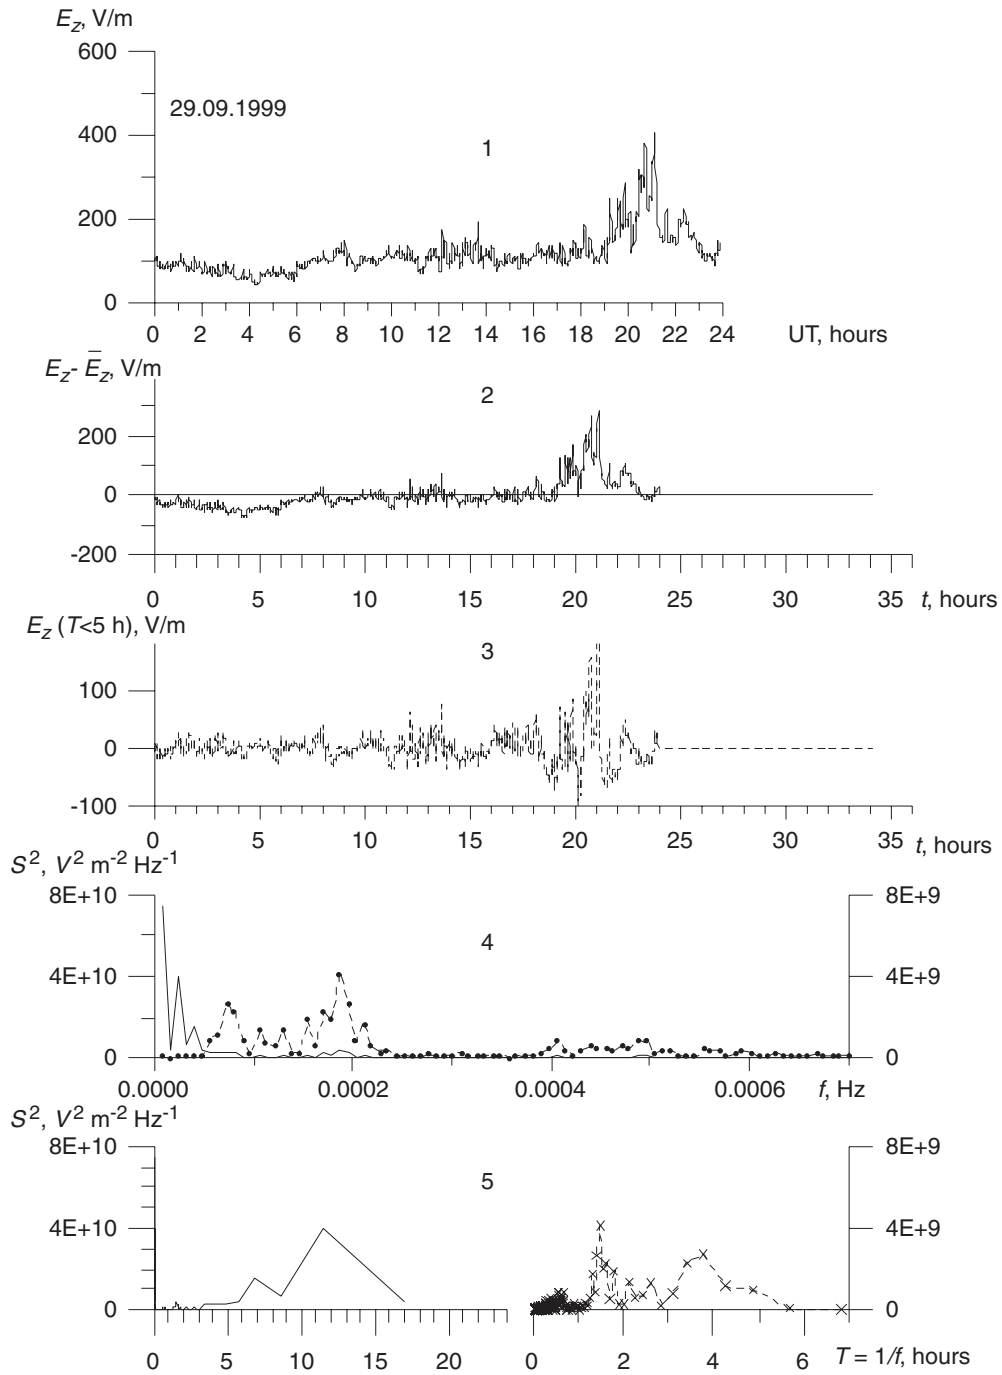 E_z, V/m
600
29.09.1999
400
1
200
0
0 2 4 6 8 10 12 14 16 18 20 22 24 UT, hours
E_z- Ē_z, V/m
2
200
0
-200
0 5 10 15 20 25 30 35 t, hours
E_z (T<5 h), V/m
3
100
0
-100
0 5 10 15 20 25 30 35 t, hours
S², V² m⁻² Hz⁻¹
8E+10 8E+9
4
4E+10 4E+9
0 0
0.0000 0.0002 0.0004 0.0006 f, Hz
S², V² m⁻² Hz⁻¹
8E+10 8E+9
5
4E+10 4E+9
0 0
0 5 10 15 20 0 2 4 6 T = 1/f, hours